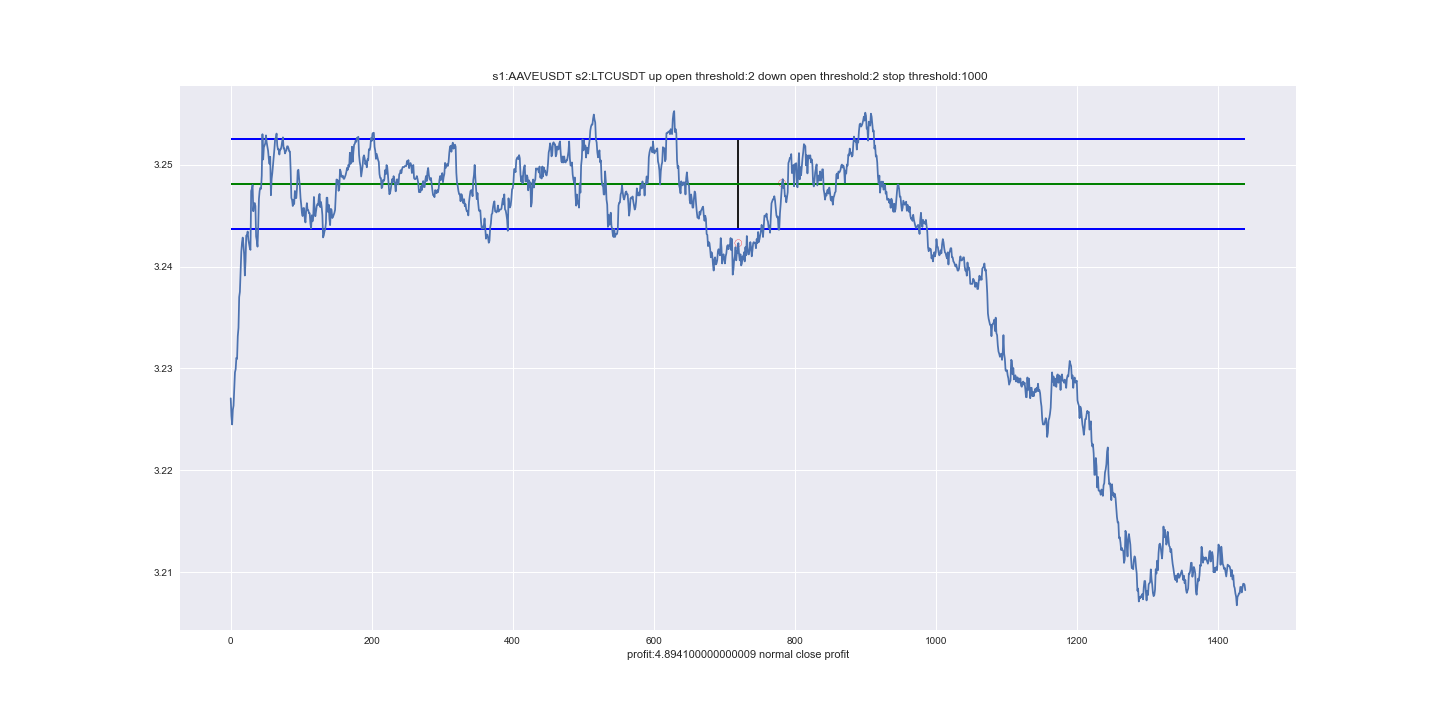 s1:AAVEUSDT s2:LTCUSDT up open threshold:2 down open threshold:2 stop threshold:1000
3.25
3.24
3.23
3.22
3.21
0 200 400 600 800 1000 1200 1400
profit:4.894100000000009 normal close profit